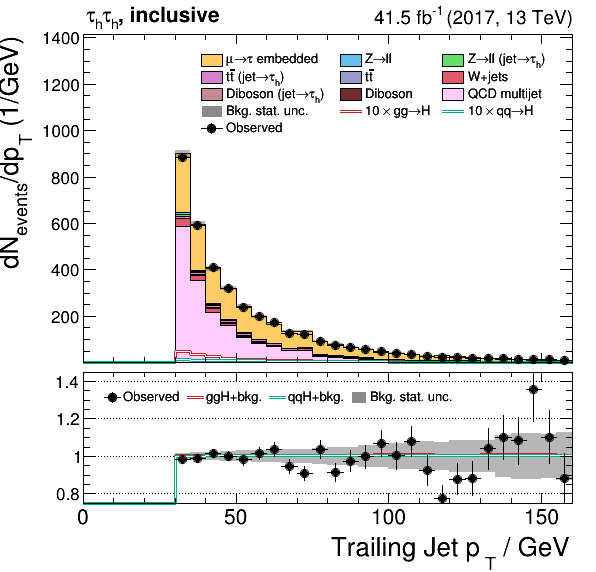 τhτh, inclusive
41.5 fb-1 (2017, 13 TeV)
dNevents/dpT (1/GeV)
1400
1200
1000
800
600
400
200
μ→τ embedded
Z→ll
Z→ll (jet→τh)
tt̄ (jet→τh)
tt̄
W+jets
Diboson (jet→τh)
Diboson
QCD multijet
Bkg. stat. unc.
10 × gg→H
10 × qq→H
Observed
1.4
1.2
1
0.8
Observed
ggH+bkg.
qqH+bkg.
Bkg. stat. unc.
0
50
100
150
Trailing Jet pT / GeV